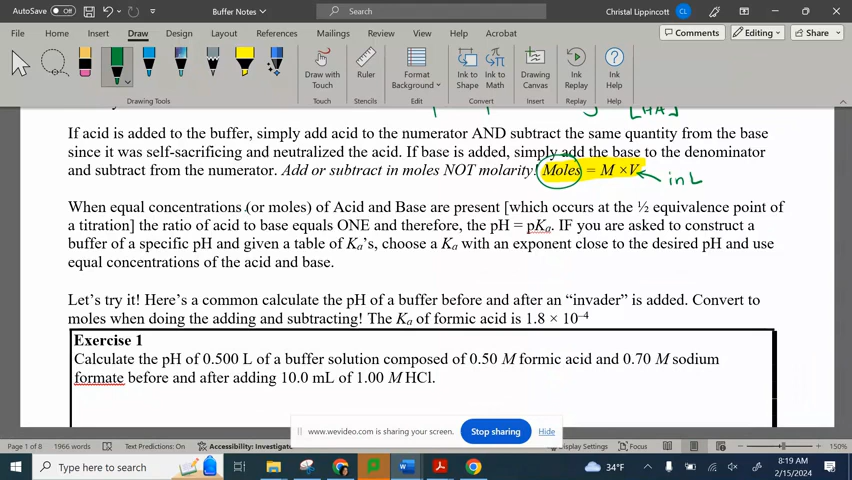 AutoSave
Off
Buffer Notes
Search
Christal Lippincott
CL
File Home Insert Draw Design Layout References Mailings Review View Help Acrobat
Comments
Editing
Share
Draw with Touch
Ruler
Format Background
Ink to Shape
Ink to Math
Drawing Canvas
Ink Replay
Ink Help
Drawing Tools
Touch
Stencils
Edit
Convert
Insert
Replay
Help
[HA]
If acid is added to the buffer, simply add acid to the numerator AND subtract the same quantity from the base
since it was self-sacrificing and neutralized the acid. If base is added, simply add the base to the denominator
and subtract from the numerator. Add or subtract in moles NOT molarity! Moles = M ×V
in L
When equal concentrations (or moles) of Acid and Base are present [which occurs at the ½ equivalence point of
a titration] the ratio of acid to base equals ONE and therefore, the pH = pKa. IF you are asked to construct a
buffer of a specific pH and given a table of Ka's, choose a Ka with an exponent close to the desired pH and use
equal concentrations of the acid and base.
Let's try it! Here's a common calculate the pH of a buffer before and after an “invader” is added. Convert to
moles when doing the adding and subtracting! The Ka of formic acid is 1.8 × 10⁻⁴
Exercise 1
Calculate the pH of 0.500 L of a buffer solution composed of 0.50 M formic acid and 0.70 M sodium
formate before and after adding 10.0 mL of 1.00 M HCl.
www.wevideo.com is sharing your screen.
Stop sharing
Hide
Page 1 of 8
1966 words
Text Predictions: On
Accessibility: Investigate
Display Settings
Focus
150%
Type here to search
34°F
8:19 AM
2/15/2024